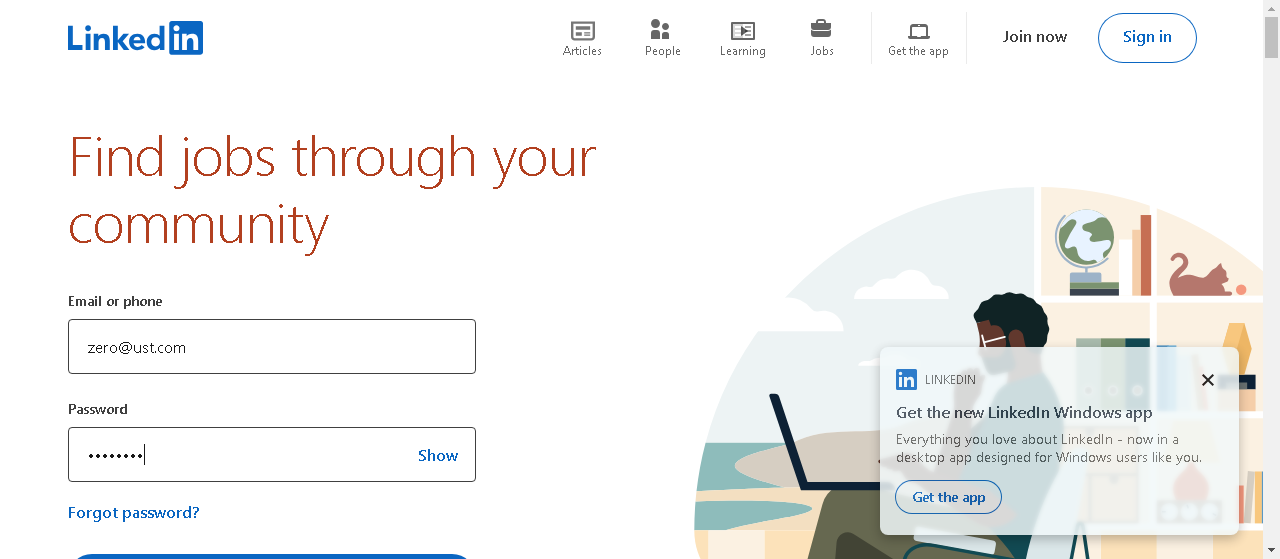 Linkedin
Articles
People
Learning
Jobs
Get the app
Join now
Sign in
Find jobs through your
community
Email or phone
zero@ust.com
Password
••••••••
Show
Forgot password?
in LINKEDIN
Get the new LinkedIn Windows app
Everything you love about LinkedIn - now in a
desktop app designed for Windows users like you.
Get the app